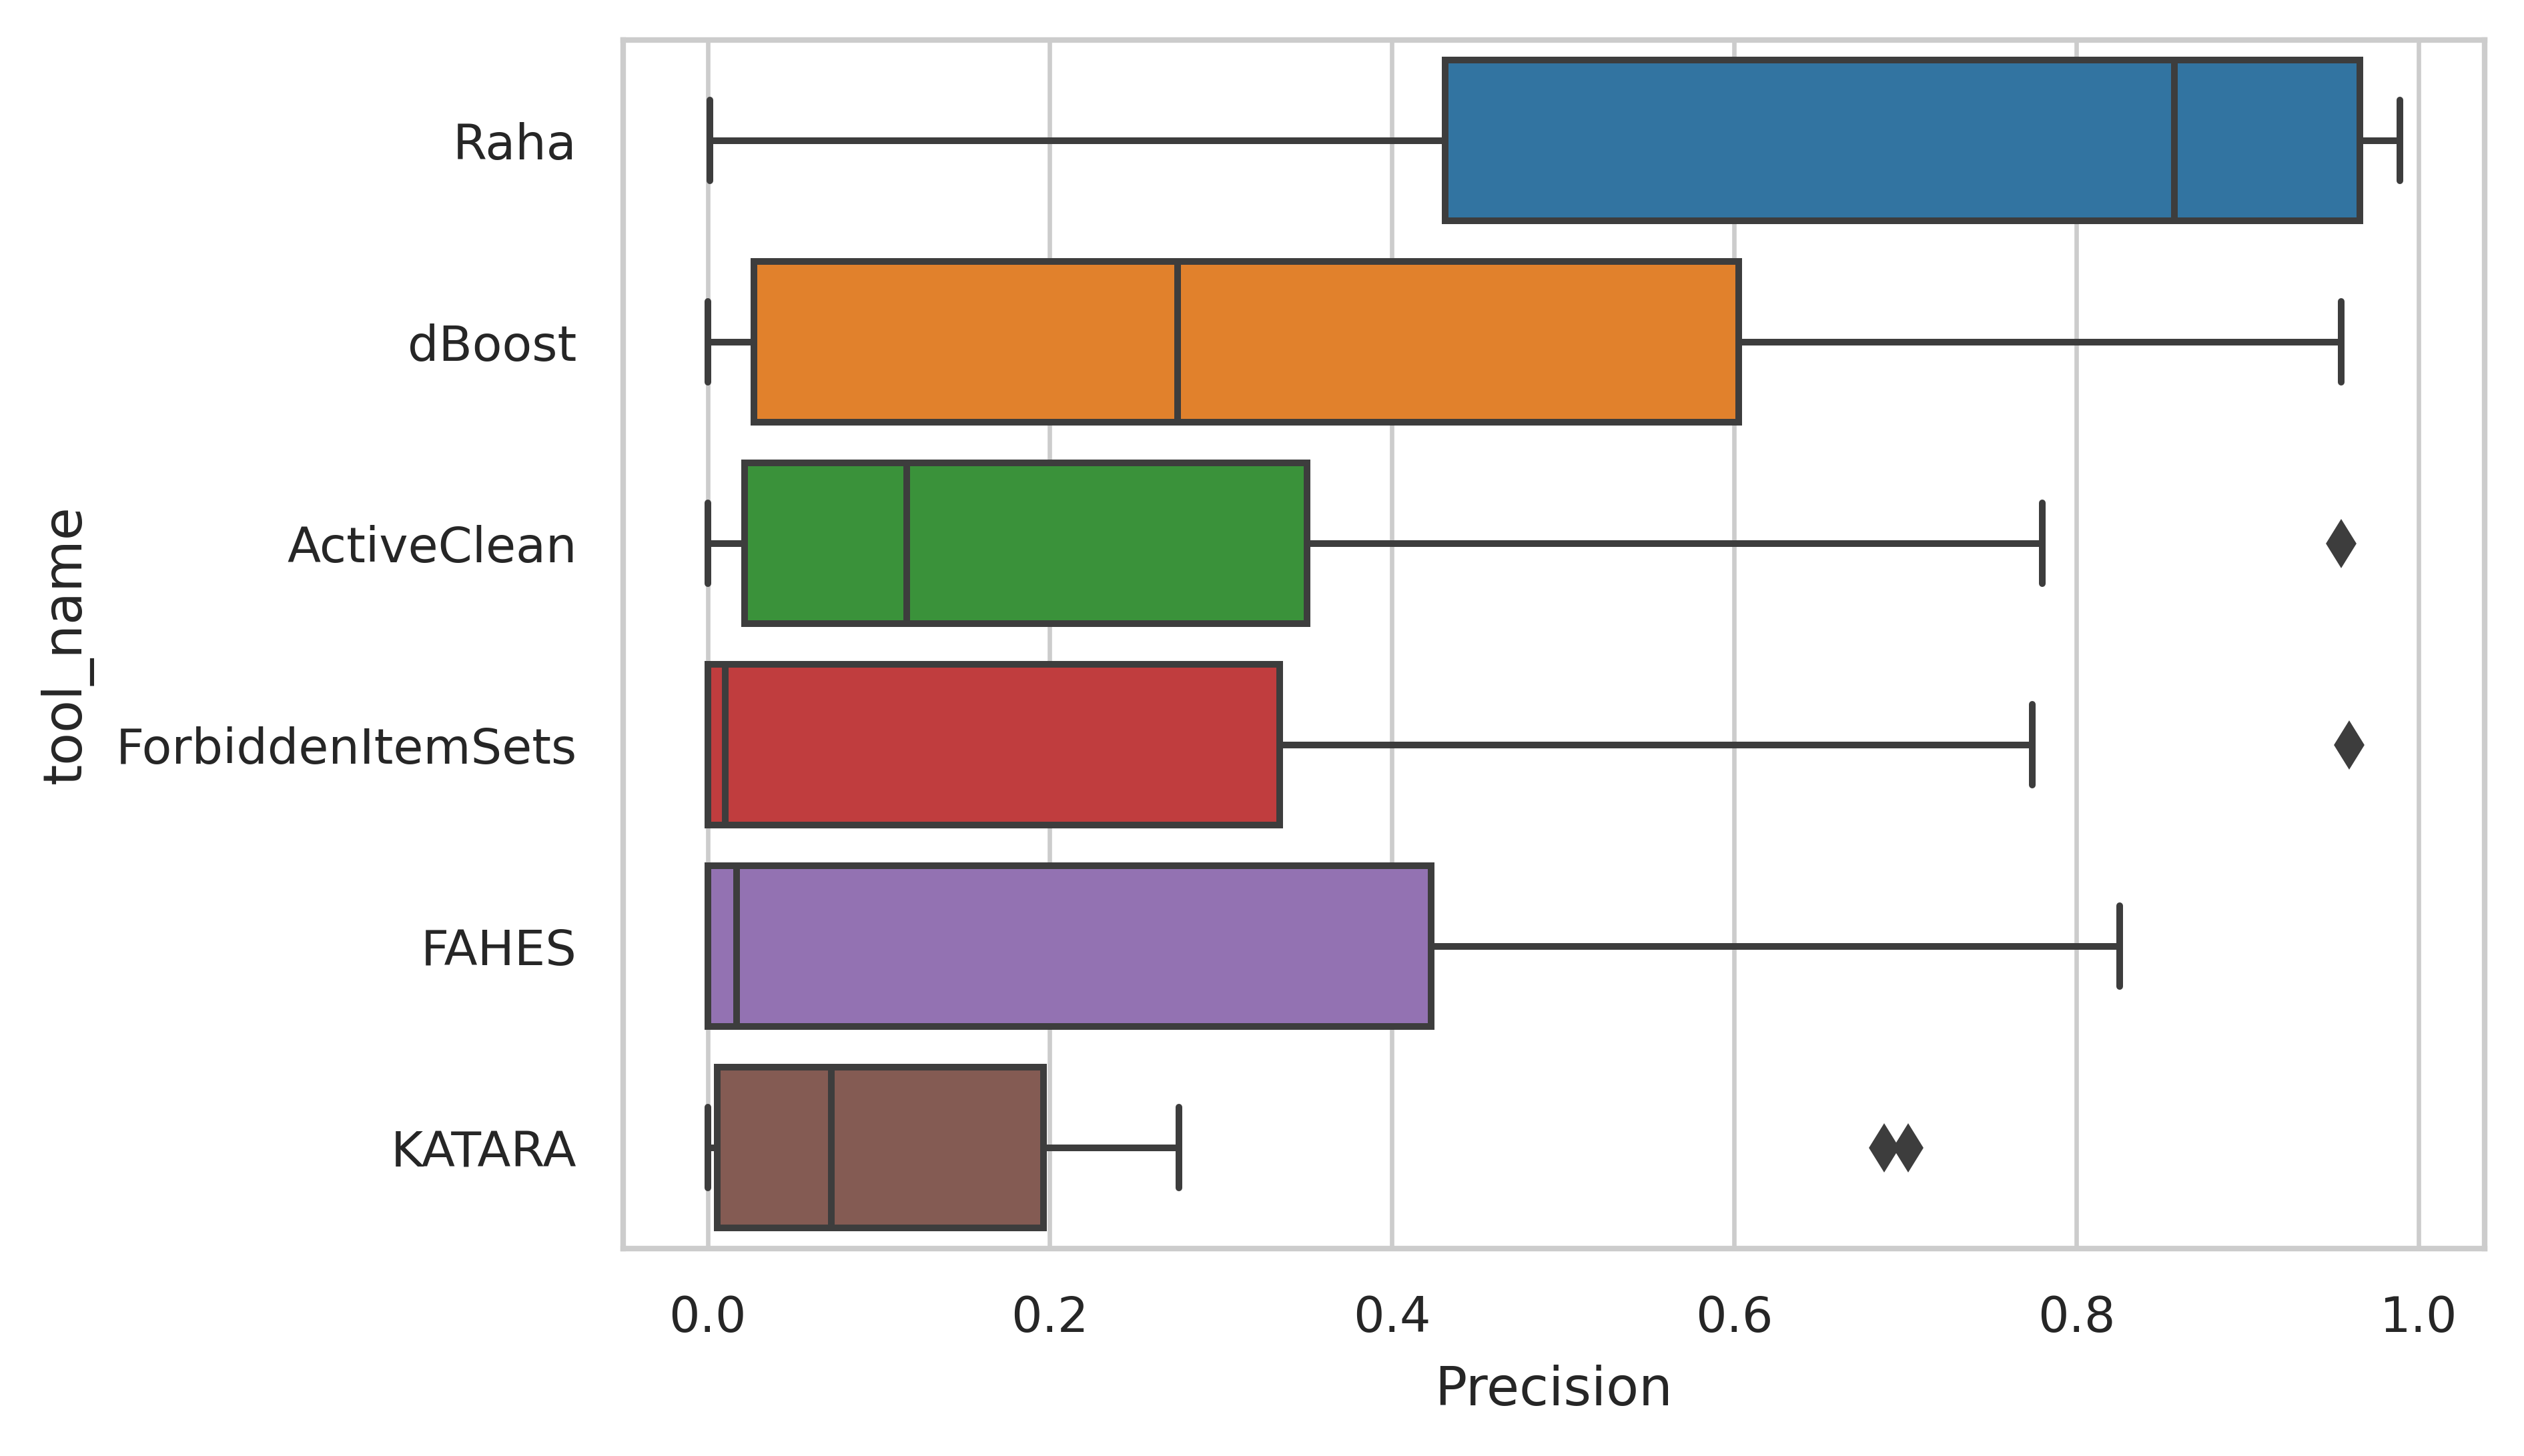 Raha
dBoost
ActiveClean
ForbiddenItemSets
FAHES
KATARA
tool_name
0.0 0.2 0.4 0.6 0.8 1.0
Precision